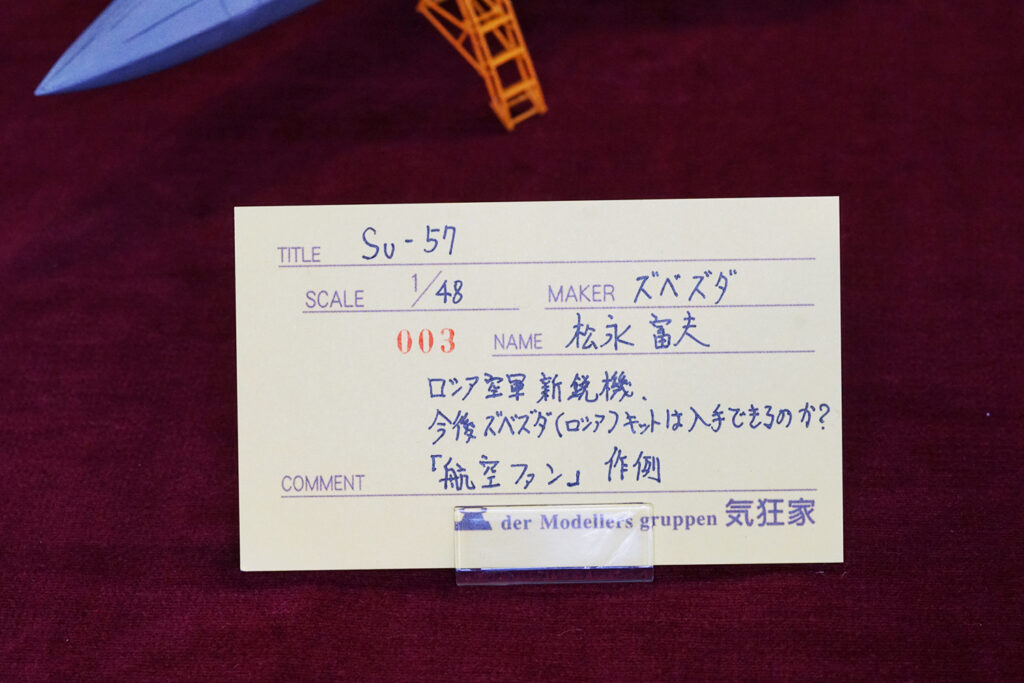 TITLE Su-57
SCALE 1/48 MAKER ズベズダ
003 NAME 松永 富夫
ロシア空軍新鋭機、
今後ズベズダ(ロシア)キットは入手できるのか?
COMMENT 「航空ファン」作例
der Modellers gruppen 気狂家